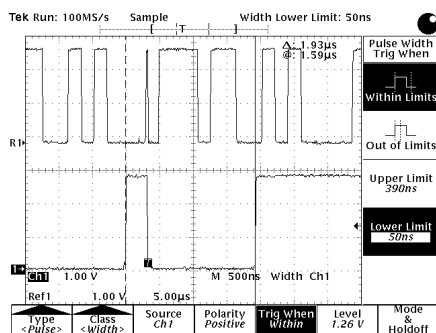 Tek Run: 100MS/s Sample Width Lower Limit: 50ns
[ T ]
Δ: 1.93µs
@: 1.59µs
Pulse Width
Trig When
Within Limits
Out of Limits
Upper Limit
390ns
Lower Limit
50ns
R1
T
1
Ch1 1.00 V M 500ns Width Ch1
Ref1 1.00 V 5.00µs
Type
<Pulse>
Class
<Width>
Source
Ch1
Polarity
Positive
Trig When
Within
Level
1.26 V
Mode
&
Holdoff